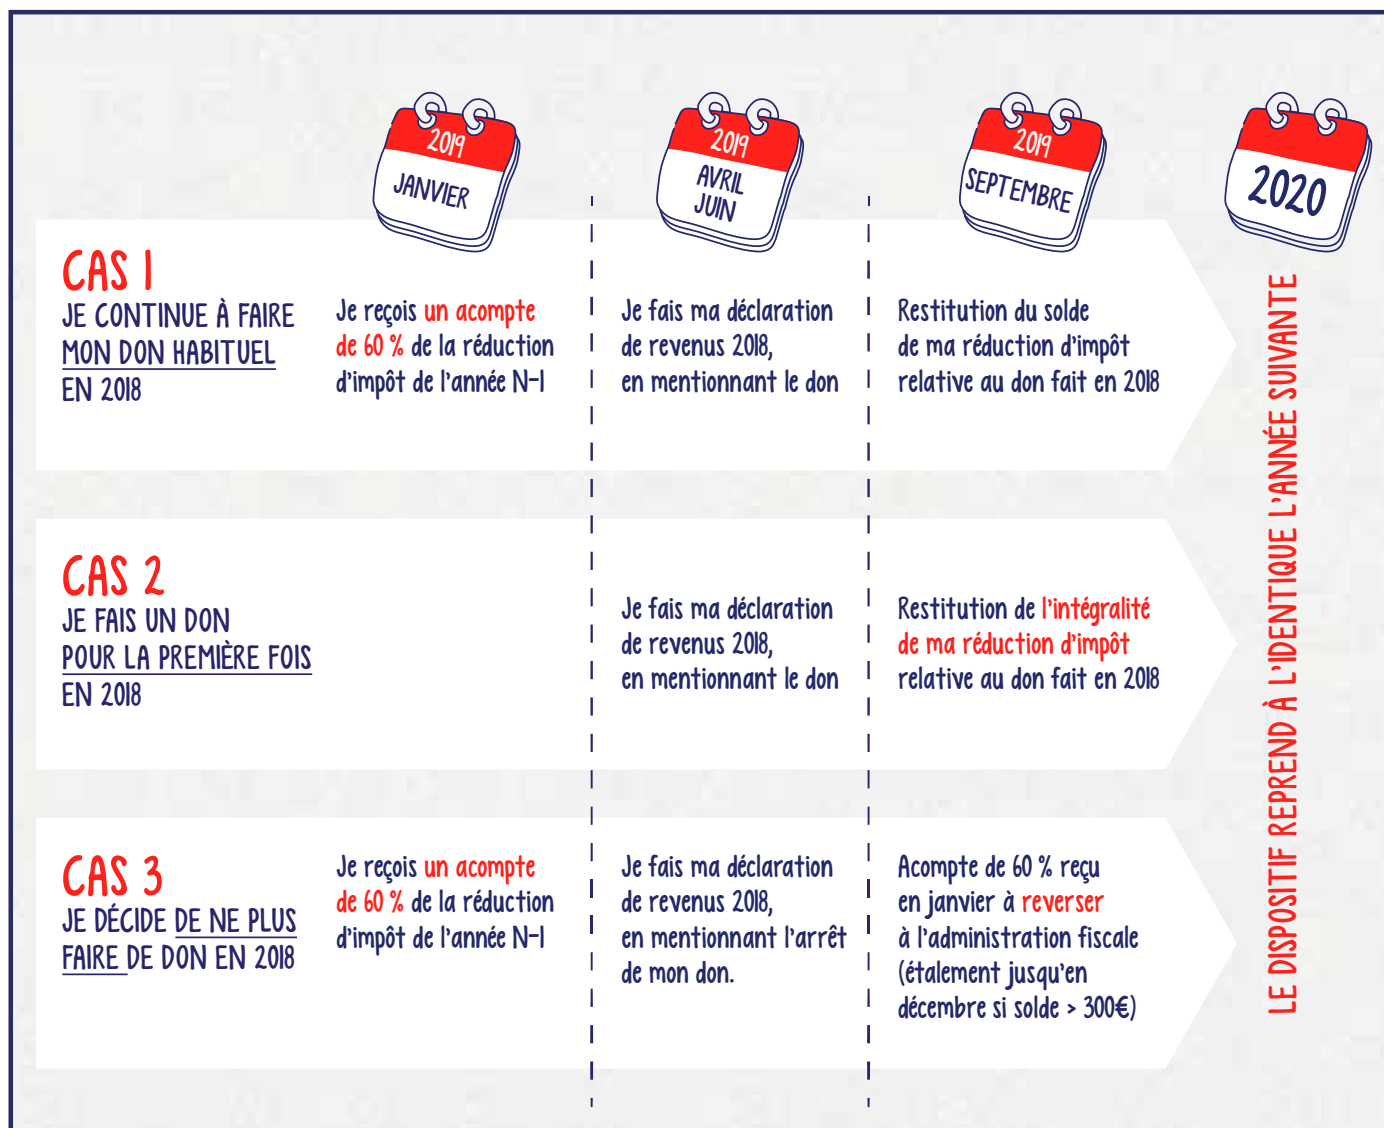 2019
JANVIER
2019
AVRIL
JUIN
2019
SEPTEMBRE
2020
CAS 1
JE CONTINUE À FAIRE
MON DON HABITUEL
EN 2018
Je reçois un acompte
de 60 % de la réduction
d'impôt de l'année N-1
Je fais ma déclaration
de revenus 2018,
en mentionnant le don
Restitution du solde
de ma réduction d'impôt
relative au don fait en 2018
CAS 2
JE FAIS UN DON
POUR LA PREMIÈRE FOIS
EN 2018
Je fais ma déclaration
de revenus 2018,
en mentionnant le don
Restitution de l'intégralité
de ma réduction d'impôt
relative au don fait en 2018
CAS 3
JE DÉCIDE DE NE PLUS
FAIRE DE DON EN 2018
Je reçois un acompte
de 60 % de la réduction
d'impôt de l'année N-1
Je fais ma déclaration
de revenus 2018,
en mentionnant l'arrêt
de mon don.
Acompte de 60 % reçu
en janvier à reverser
à l'administration fiscale
(étalement jusqu'en
décembre si solde > 300€)
LE DISPOSITIF REPREND À L'IDENTIQUE L'ANNÉE SUIVANTE